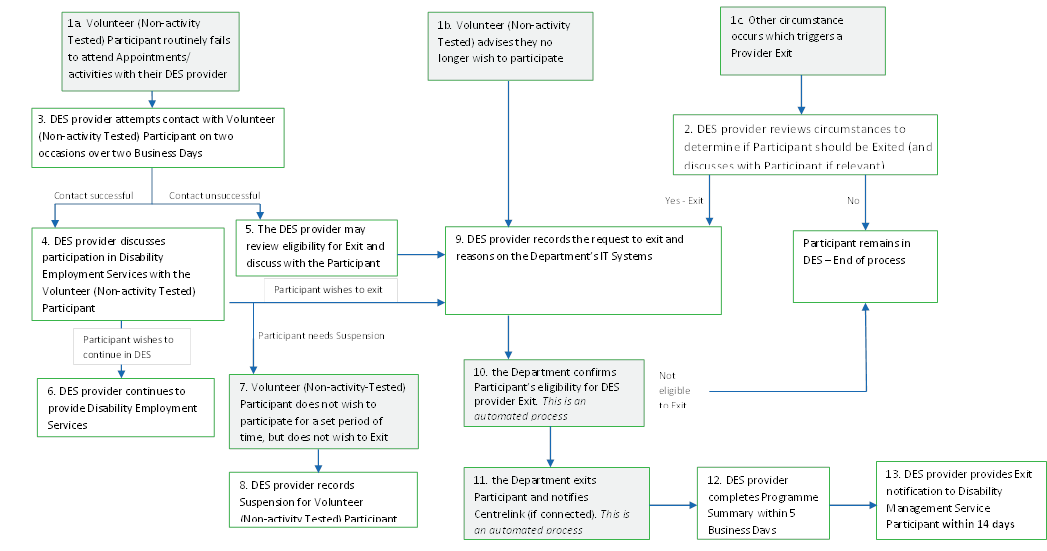 1a. Volunteer (Non-activity
Tested) Participant routinely fails
to attend Appointments/
activities with their DES provider
1b. Volunteer (Non-activity
Tested) advises they no
longer wish to participate
1c. Other circumstance
occurs which triggers a
Provider Exit
3. DES provider attempts contact with Volunteer
(Non-activity Tested) Participant on two
occasions over two Business Days
2. DES provider reviews circumstances to
determine if Participant should be Exited (and
discusses with Participant if relevant)
Contact successful
Contact unsuccessful
Yes - Exit
No
4. DES provider discusses
participation in Disability
Employment Services with the
Volunteer (Non-activity Tested)
Participant
5. The DES provider may
review eligibility for Exit and
discuss with the Participant
9. DES provider records the request to exit and
reasons on the Department's IT Systems
Participant remains in
DES – End of process
Participant wishes to exit
Participant needs Suspension
Participant wishes to
continue in DES
6. DES provider continues to
provide Disability Employment
Services
7. Volunteer (Non-activity-Tested)
Participant does not wish to
participate for a set period of
time, but does not wish to Exit
10. the Department confirms
Participant's eligibility for DES
provider Exit. This is an
automated process
Not
eligible
to Exit
8. DES provider records
Suspension for Volunteer
(Non-activity Tested) Participant
11. the Department exits
Participant and notifies
Centrelink (if connected). This is
an automated process
12. DES provider
completes Programme
Summary within 5
Business Days
13. DES provider provides Exit
notification to Disability
Management Service
Participant within 14 days